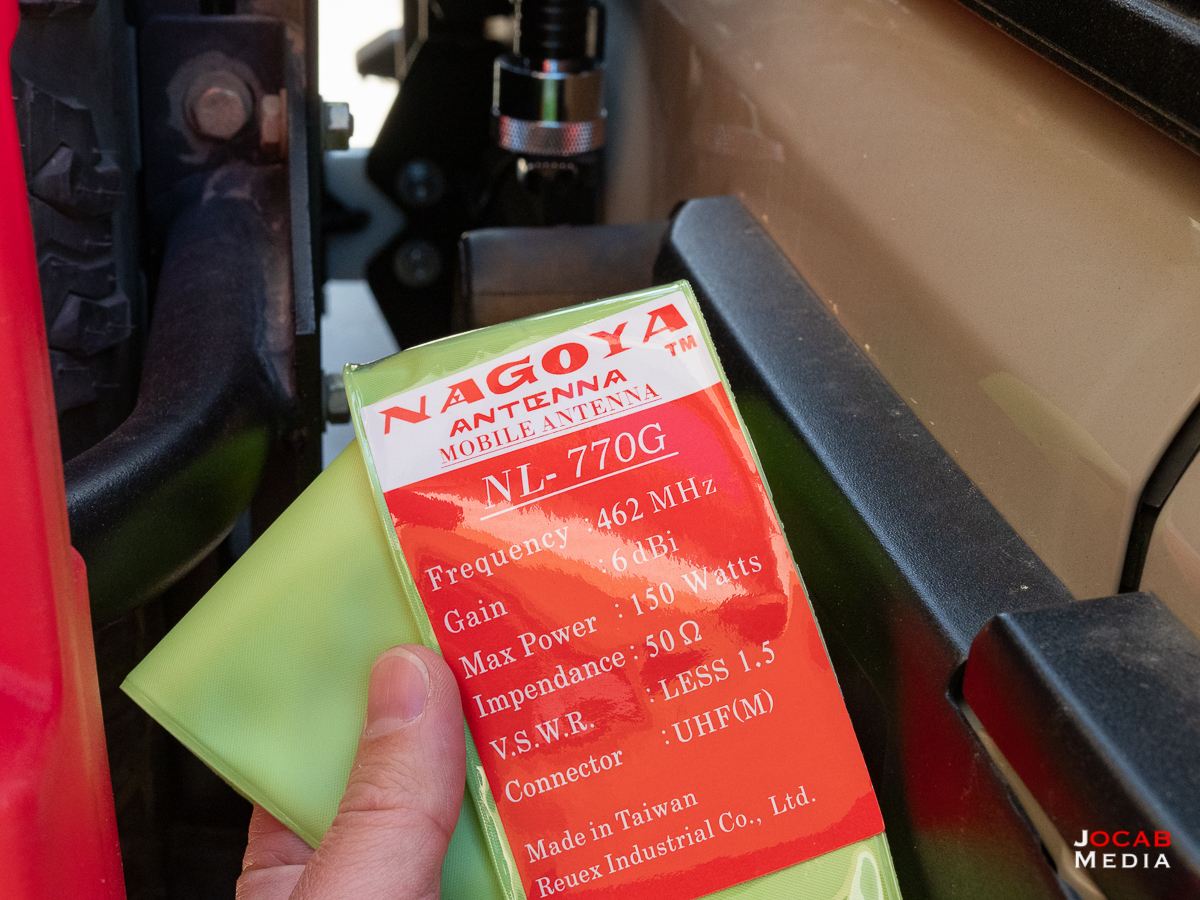 NAGOYA TM
ANTENNA
MOBILE ANTENNA
NL- 770G
Frequency : 462 MHz
Gain : 6 dBi
Max Power : 150 Watts
Impendance : 50 Ω
V.S.W.R. : LESS 1.5
Connector : UHF(M)
Made in Taiwan
Reuex Industrial Co., Ltd.
JOCAB
MEDIA